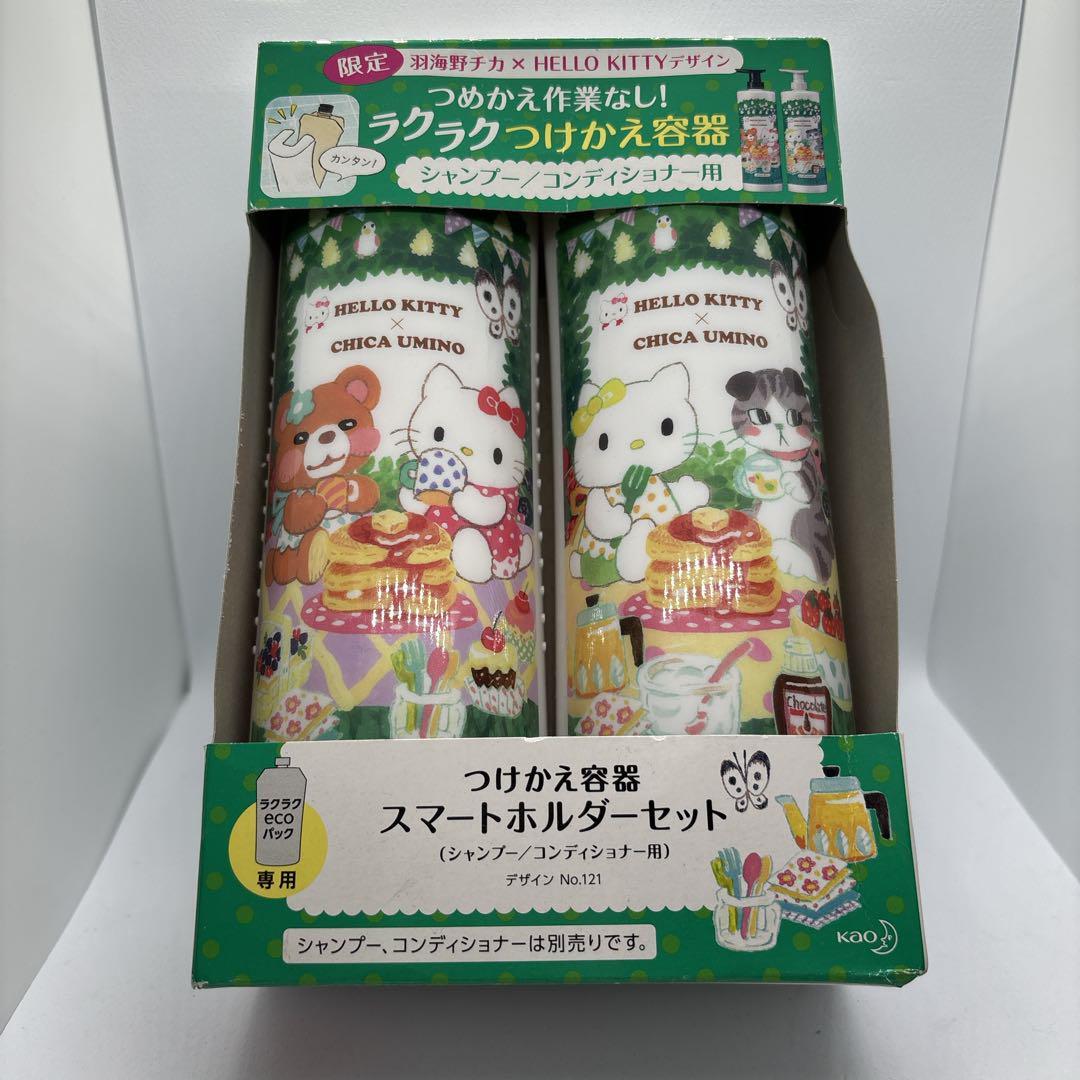 限定
羽海野チカ×HELLO KITTYデザイン
つめかえ作業なし!
ラクラクつけかえ容器
カンタン!
シャンプー/コンディショナー用
HELLO KITTY
×
CHICA UMINO
HELLO KITTY
×
CHICA UMINO
Chocolate
つけかえ容器
スマートホルダーセット
(シャンプー/コンディショナー用)
デザイン No.121
ラクラク
eco
パック
専用
シャンプー、コンディショナーは別売りです。
Kao